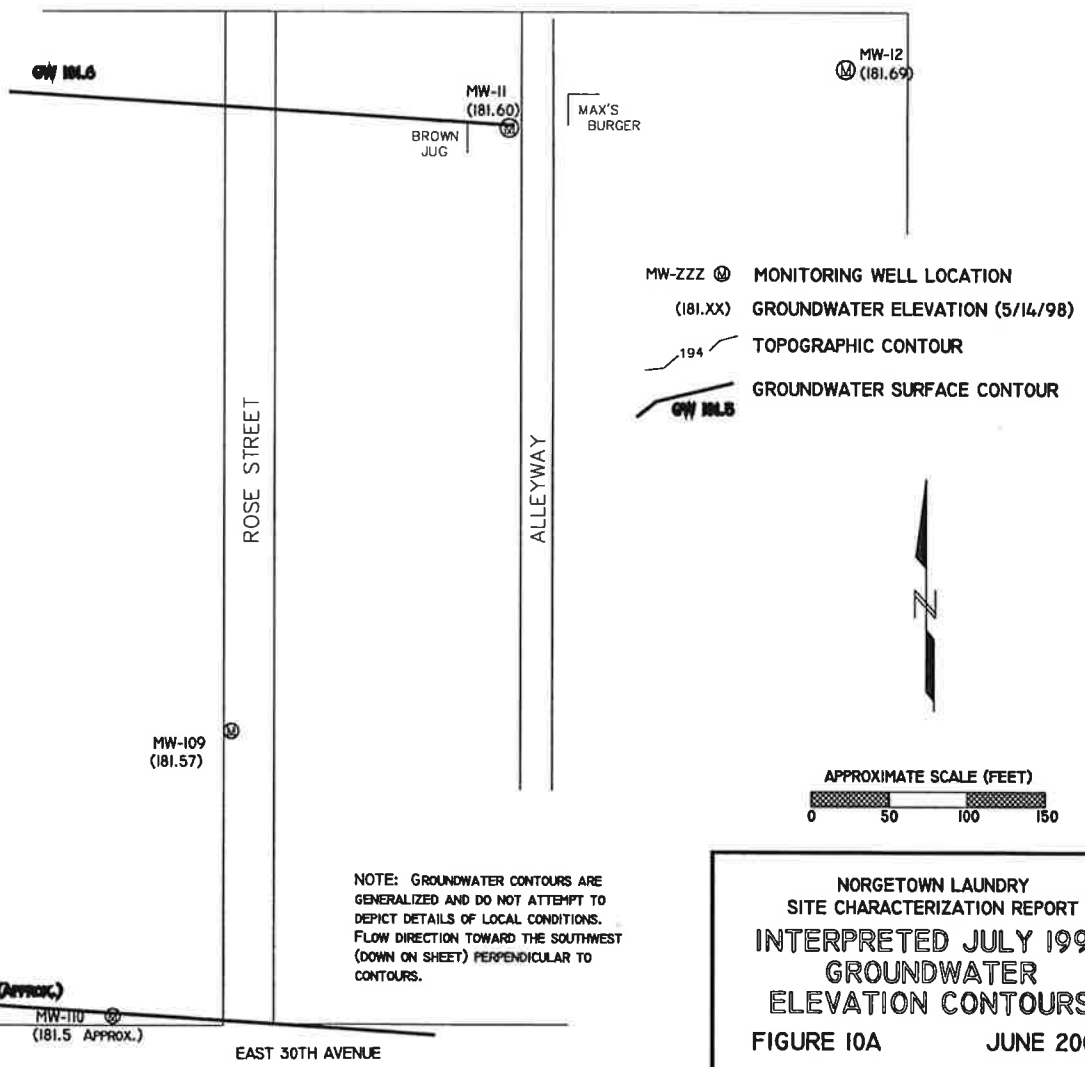 GW 181.6
MW-11
(181.60)
MW-12
(181.69)
BROWN
JUG
MAX'S
BURGER
MW-ZZZ M MONITORING WELL LOCATION
(181.XX) GROUNDWATER ELEVATION (5/14/98)
194 TOPOGRAPHIC CONTOUR
GW 181.5 GROUNDWATER SURFACE CONTOUR
ROSE STREET
ALLEYWAY
N
MW-109
(181.57)
APPROXIMATE SCALE (FEET)
0 50 100 150
NOTE: GROUNDWATER CONTOURS ARE
GENERALIZED AND DO NOT ATTEMPT TO
DEPICT DETAILS OF LOCAL CONDITIONS.
FLOW DIRECTION TOWARD THE SOUTHWEST
(DOWN ON SHEET) PERPENDICULAR TO
CONTOURS.
NORGETOWN LAUNDRY
SITE CHARACTERIZATION REPORT
INTERPRETED JULY 199
GROUNDWATER
ELEVATION CONTOURS
FIGURE 10A JUNE 200
(APPROX.)
MW-110
(181.5 APPROX.)
EAST 30TH AVENUE